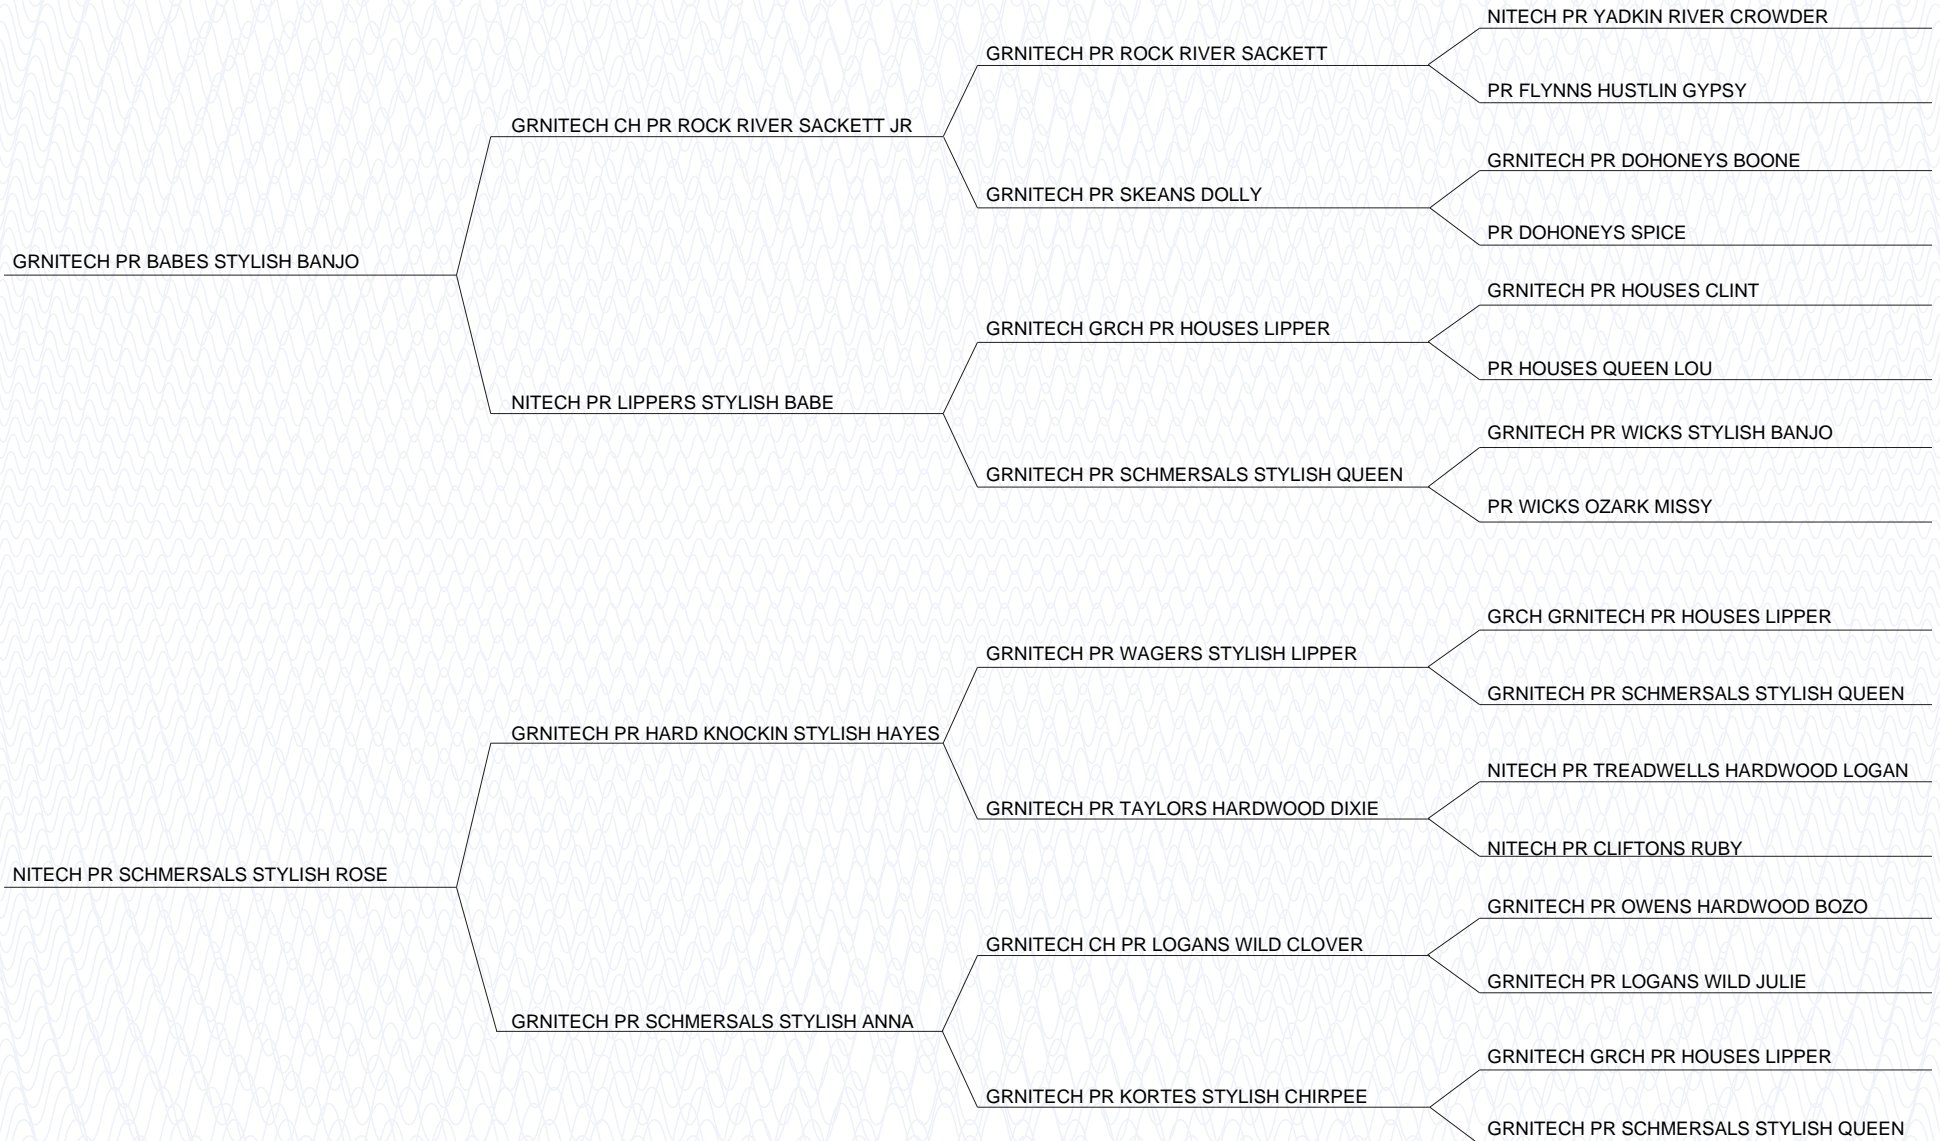 NITECH PR YADKIN RIVER CROWDER
GRNITECH PR ROCK RIVER SACKETT
PR FLYNNS HUSTLIN GYPSY
GRNITECH CH PR ROCK RIVER SACKETT JR
GRNITECH PR DOHONEYS BOONE
GRNITECH PR SKEANS DOLLY
PR DOHONEYS SPICE
GRNITECH PR BABES STYLISH BANJO
GRNITECH PR HOUSES CLINT
GRNITECH GRCH PR HOUSES LIPPER
PR HOUSES QUEEN LOU
NITECH PR LIPPERS STYLISH BABE
GRNITECH PR WICKS STYLISH BANJO
GRNITECH PR SCHMERSALS STYLISH QUEEN
PR WICKS OZARK MISSY
GRCH GRNITECH PR HOUSES LIPPER
GRNITECH PR WAGERS STYLISH LIPPER
GRNITECH PR SCHMERSALS STYLISH QUEEN
GRNITECH PR HARD KNOCKIN STYLISH HAYES
NITECH PR TREADWELLS HARDWOOD LOGAN
GRNITECH PR TAYLORS HARDWOOD DIXIE
NITECH PR CLIFTONS RUBY
NITECH PR SCHMERSALS STYLISH ROSE
GRNITECH PR OWENS HARDWOOD BOZO
GRNITECH CH PR LOGANS WILD CLOVER
GRNITECH PR LOGANS WILD JULIE
GRNITECH PR SCHMERSALS STYLISH ANNA
GRNITECH GRCH PR HOUSES LIPPER
GRNITECH PR KORTES STYLISH CHIRPEE
GRNITECH PR SCHMERSALS STYLISH QUEEN